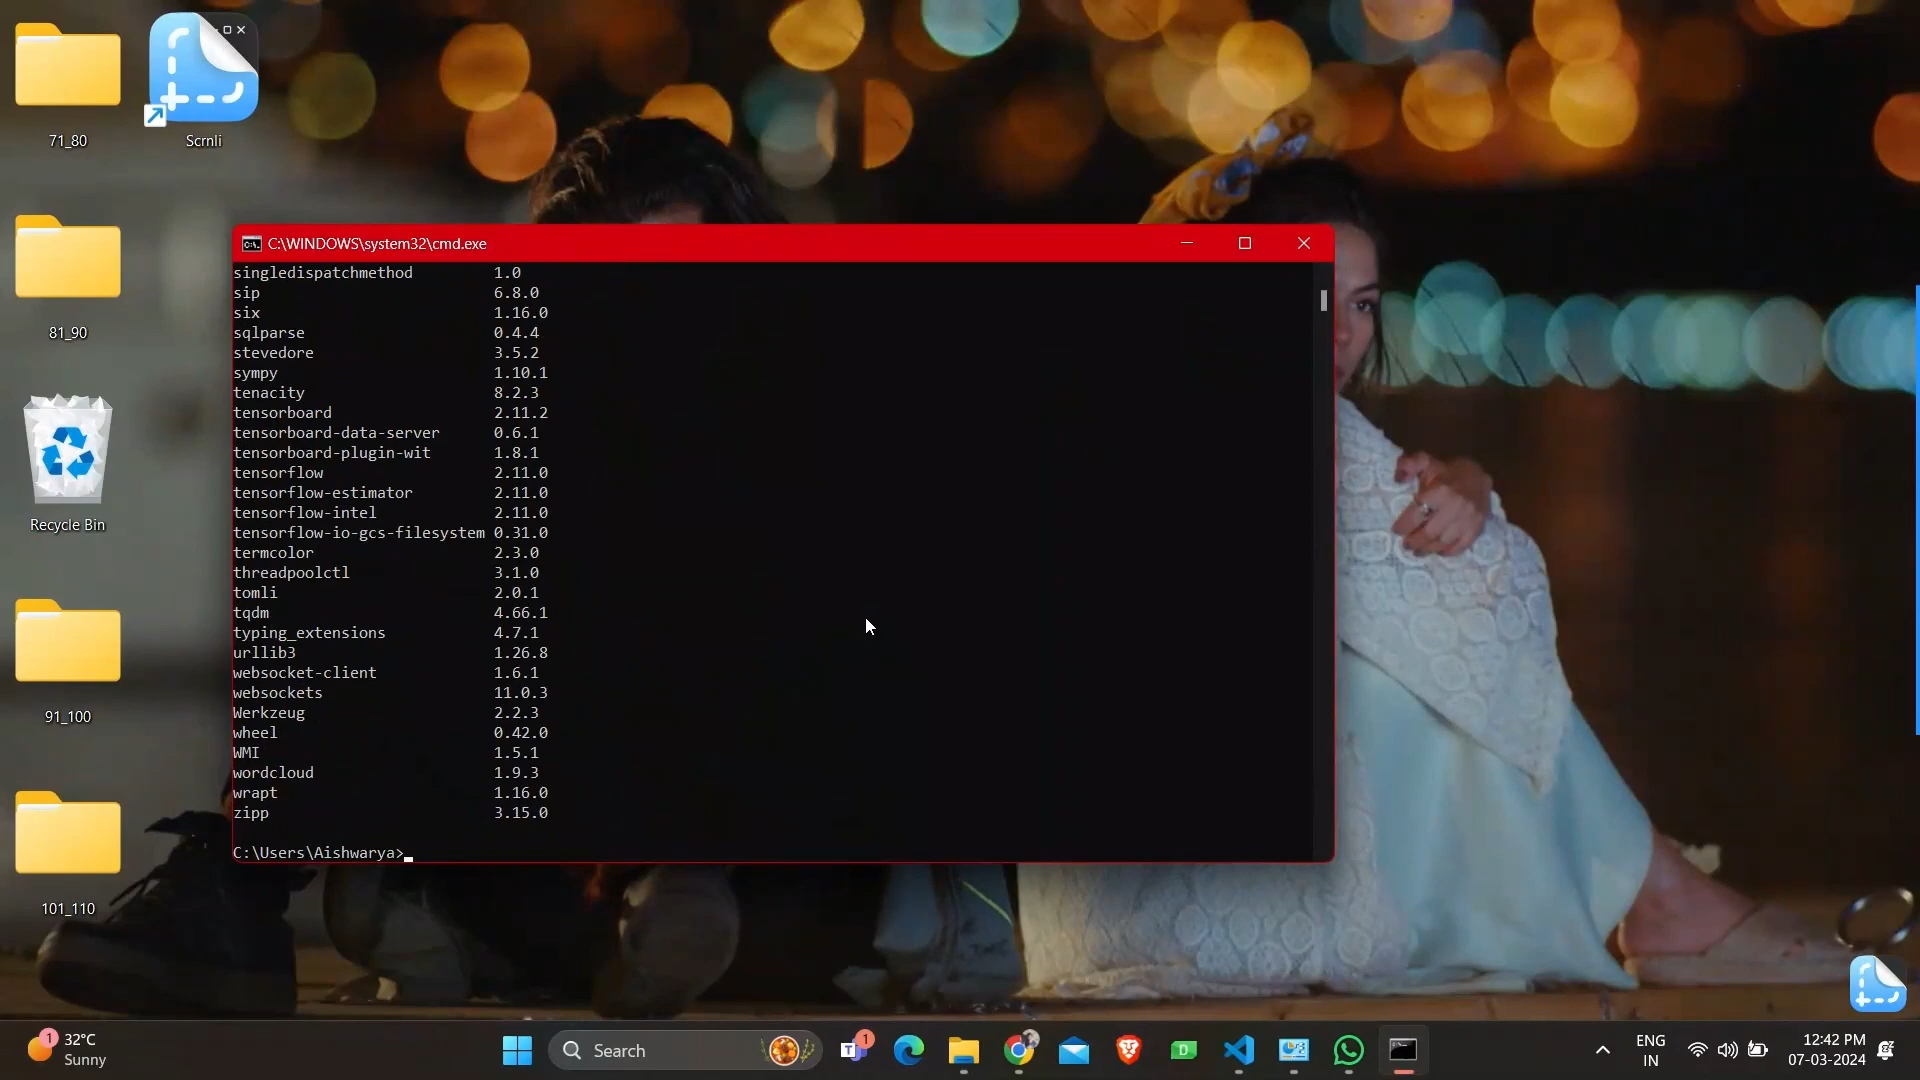 71_80
Scrnli
81_90
Recycle Bin
91_100
101_110
C:\WINDOWS\system32\cmd.exe
singledispatchmethod 1.0
sip 6.8.0
six 1.16.0
sqlparse 0.4.4
stevedore 3.5.2
sympy 1.10.1
tenacity 8.2.3
tensorboard 2.11.2
tensorboard-data-server 0.6.1
tensorboard-plugin-wit 1.8.1
tensorflow 2.11.0
tensorflow-estimator 2.11.0
tensorflow-intel 2.11.0
tensorflow-io-gcs-filesystem 0.31.0
termcolor 2.3.0
threadpoolctl 3.1.0
tomli 2.0.1
tqdm 4.66.1
typing_extensions 4.7.1
urllib3 1.26.8
websocket-client 1.6.1
websockets 11.0.3
Werkzeug 2.2.3
wheel 0.42.0
WMI 1.5.1
wordcloud 1.9.3
wrapt 1.16.0
zipp 3.15.0
C:\Users\Aishwarya>
1
32°C
Sunny
Search
T
1
D
ENG
IN
12:42 PM
07-03-2024